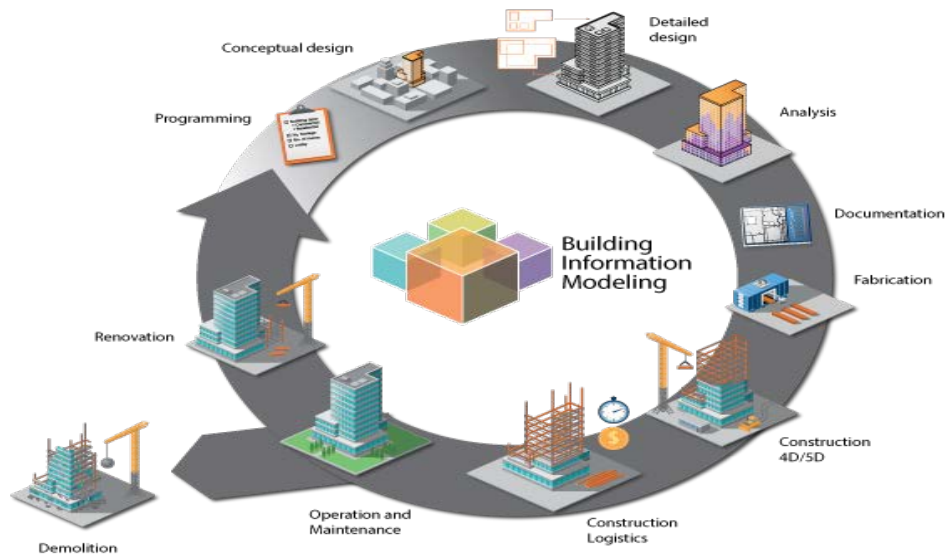 Conceptual design
Detailed
design
Programming
Analysis
Building
Information
Modeling
Documentation
Fabrication
Renovation
Construction
4D/5D
Operation and
Maintenance
Construction
Logistics
$
Demolition